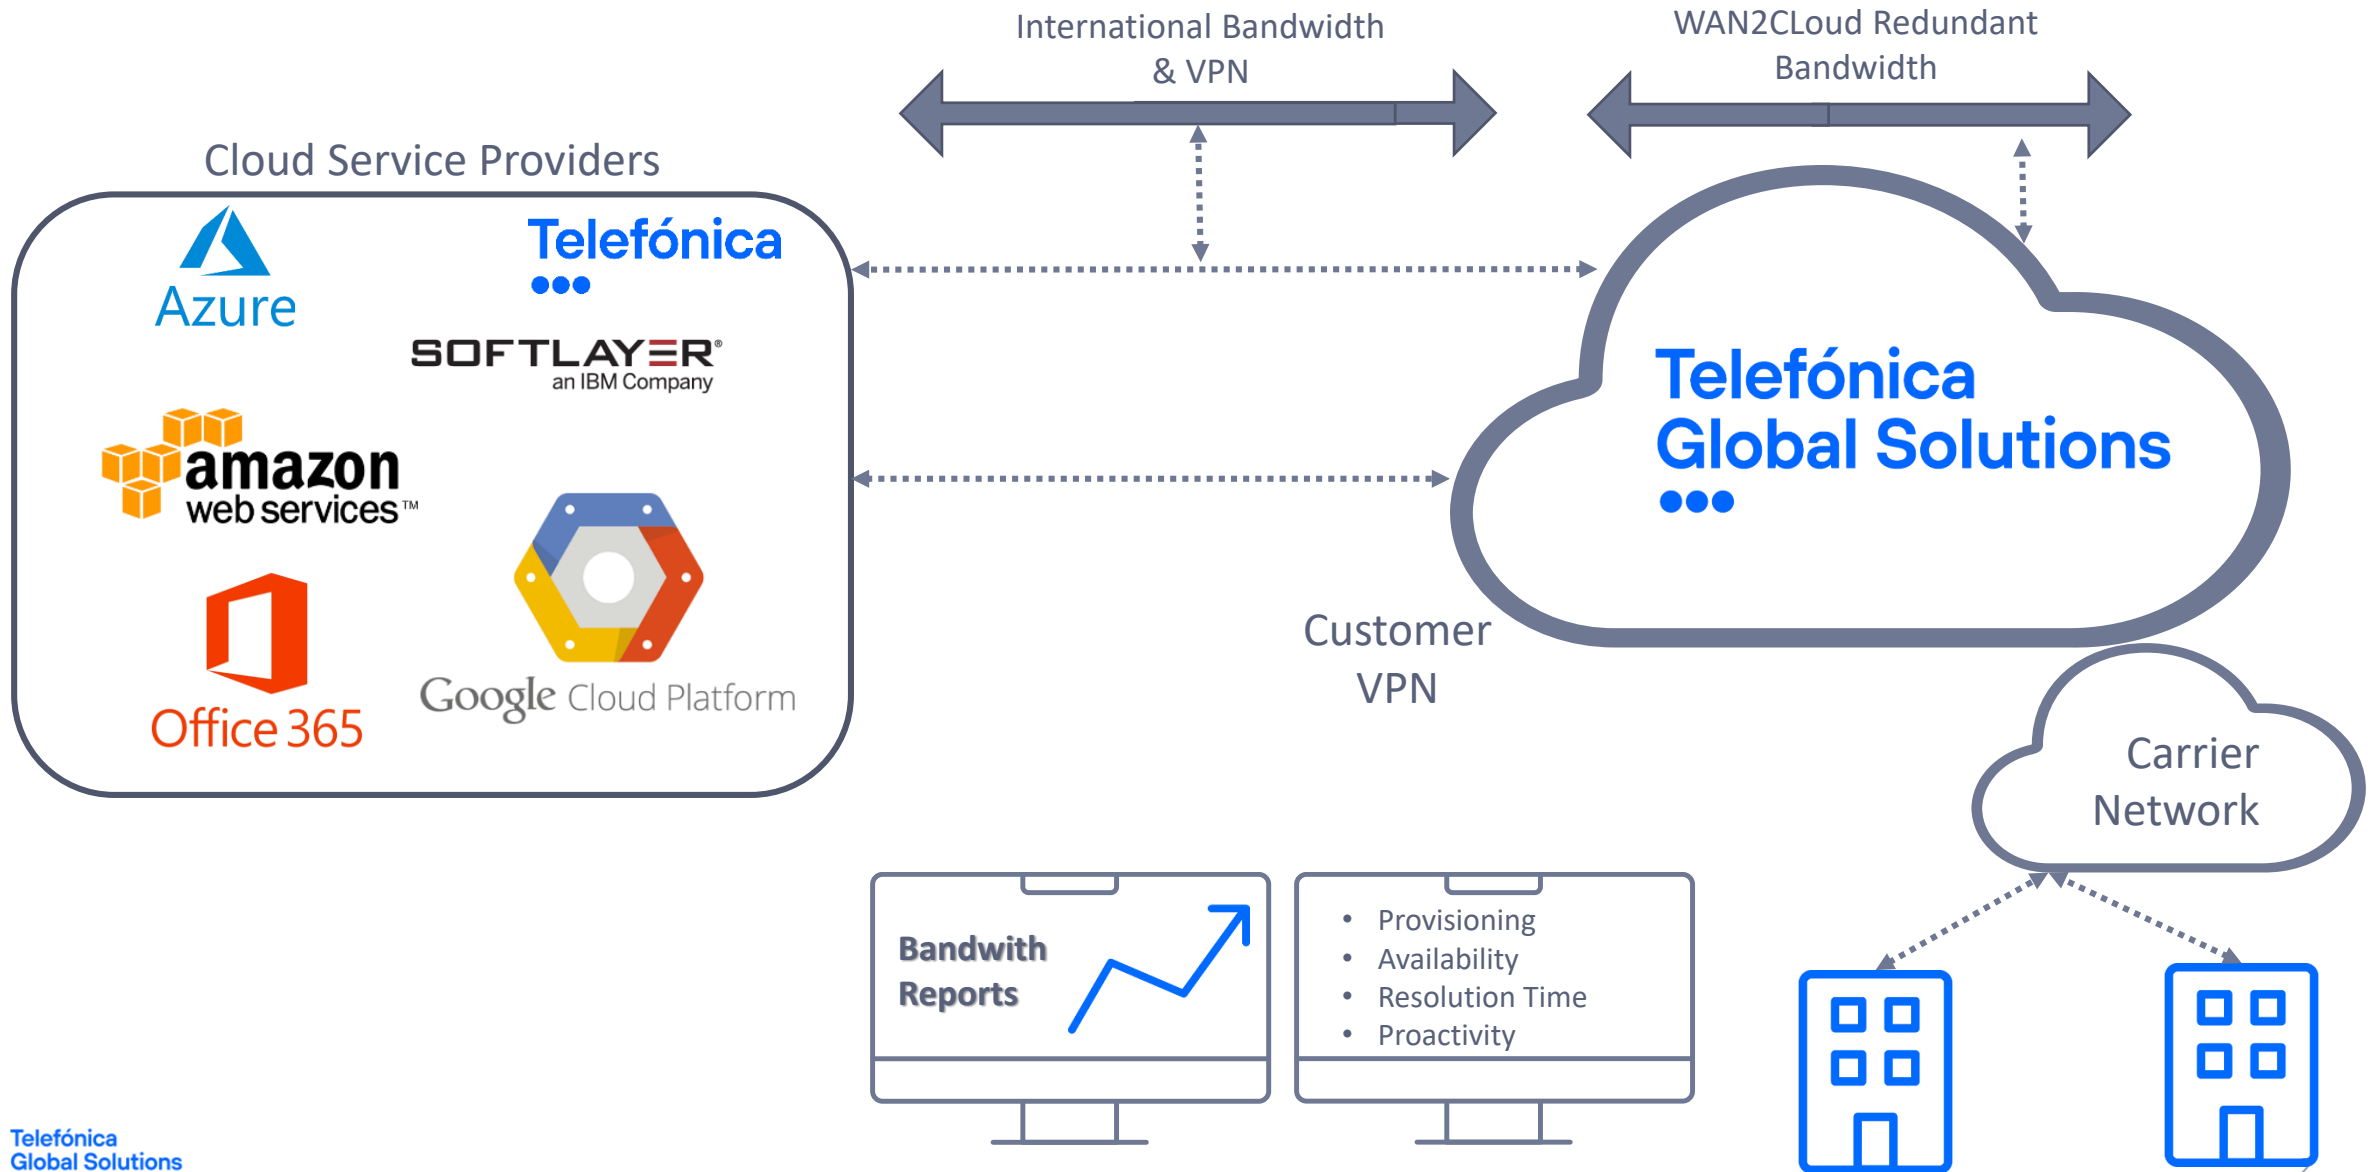 International Bandwidth
& VPN
WAN2CLoud Redundant
Bandwidth
Cloud Service Providers
Azure
Telefónica
SOFTLAYER®
an IBM Company
amazon
web services™
Office 365
Google Cloud Platform
Telefónica
Global Solutions
Customer
VPN
Carrier
Network
Bandwith
Reports
• Provisioning
• Availability
• Resolution Time
• Proactivity
Telefónica
Global Solutions